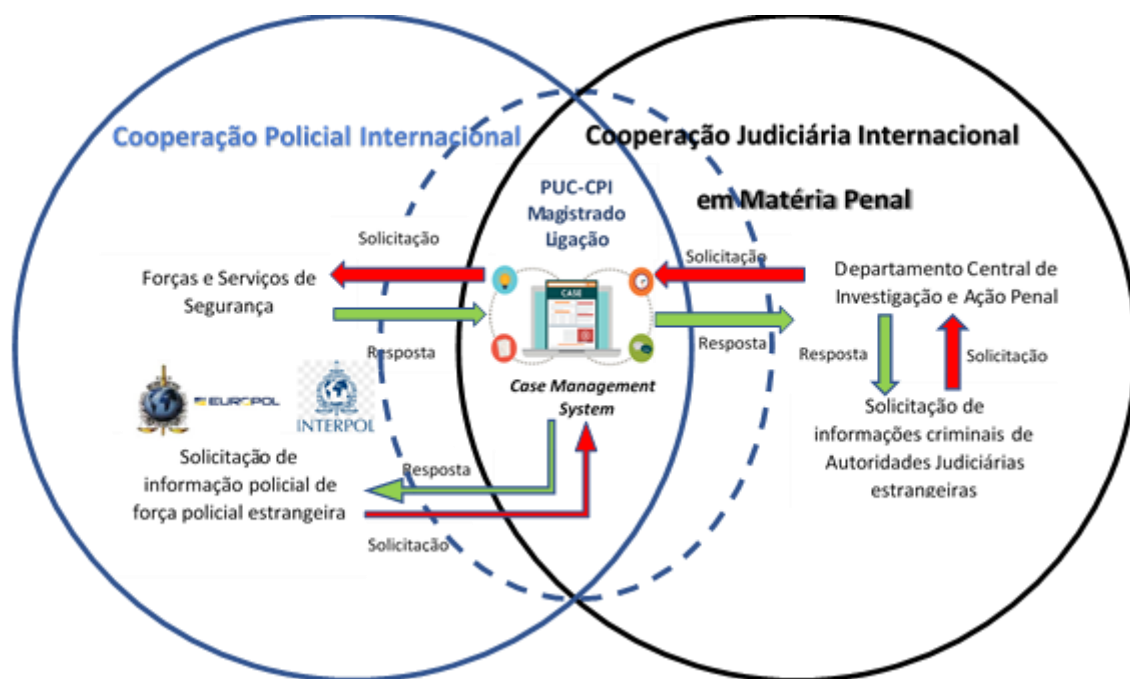 Cooperação Policial Internacional
Cooperação Judiciária Internacional
em Matéria Penal
PUC-CPI
Magistrado
Ligação
Solicitação
Forças e Serviços de
Segurança
Resposta
CASE
Case Management
System
Solicitação
Resposta
Departamento Central de
Investigação e Ação Penal
Resposta
Solicitação
Solicitação de
informações criminais de
Autoridades Judiciárias
estrangeiras
EUROPOL
INTERPOL
Solicitação de
informação policial de
força policial estrangeira
Resposta
Solicitação